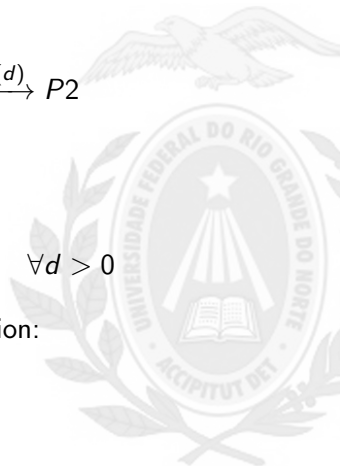 (d)
⟶ P2
∀d > 0
ion:
UNIVERSIDADE FEDERAL DO RIO GRANDE DO NORTE
ACCIPITUT DET